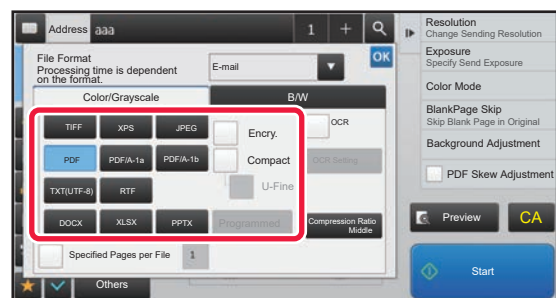 Address aaa
1
+
File Format
Processing time is dependent
on the format.
E-mail
OK
Color/Grayscale
B/W
TIFF
XPS
JPEG
Encry.
OCR
PDF
PDF/A-1a
PDF/A-1b
Compact
OCR Setting
U-Fine
TXT(UTF-8)
RTF
DOCX
XLSX
PPTX
Programmed
Compression Ratio
Middle
Specified Pages per File
1
Others
Resolution
Change Sending Resolution
Exposure
Specify Send Exposure
Color Mode
BlankPage Skip
Skip Blank Page in Original
Background Adjustment
PDF Skew Adjustment
Preview
CA
Start